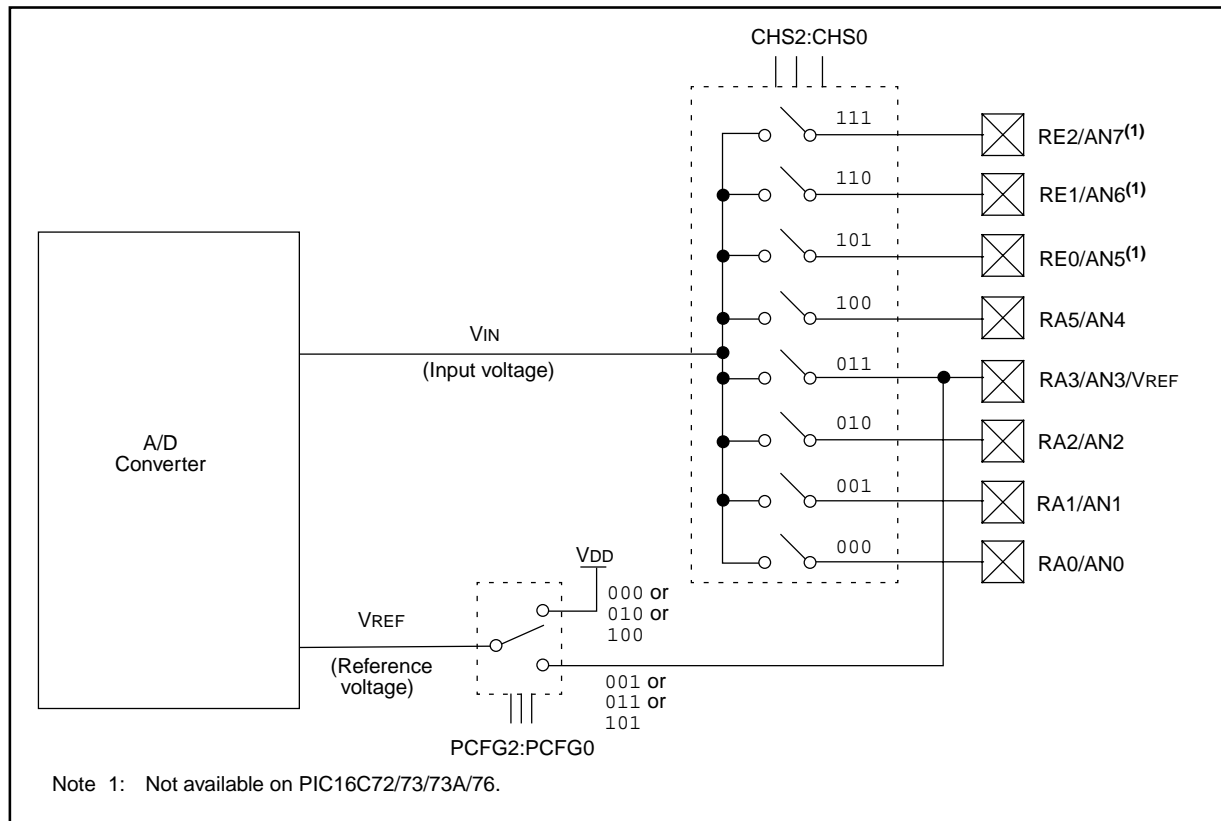 CHS2:CHS0
111
RE2/AN7(1)
110
RE1/AN6(1)
101
RE0/AN5(1)
100
RA5/AN4
VIN
(Input voltage)
011
RA3/AN3/VREF
010
RA2/AN2
A/D
Converter
001
RA1/AN1
000
RA0/AN0
VDD
000 or
010 or
100
VREF
(Reference
voltage)
001 or
011 or
101
PCFG2:PCFG0
Note 1: Not available on PIC16C72/73/73A/76.